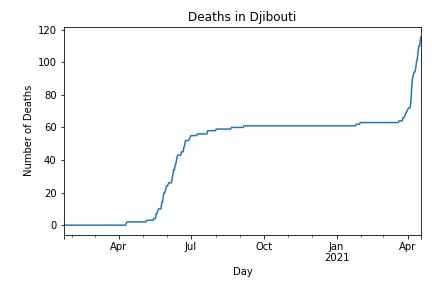 Deaths in Djibouti
120
100
80
60
40
20
0
Number of Deaths
Apr
Jul
Oct
Jan
2021
Apr
Day